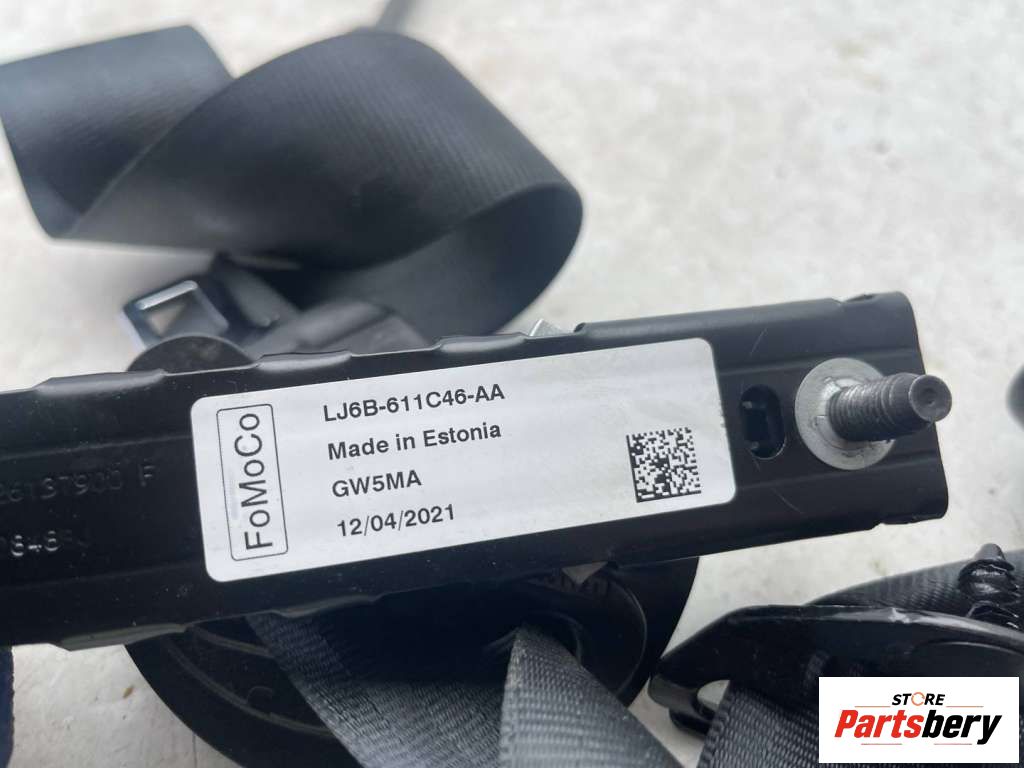 FoMoCo
LJ6B-611C46-AA
Made in Estonia
GW5MA
12/04/2021
STORE
Partsbery